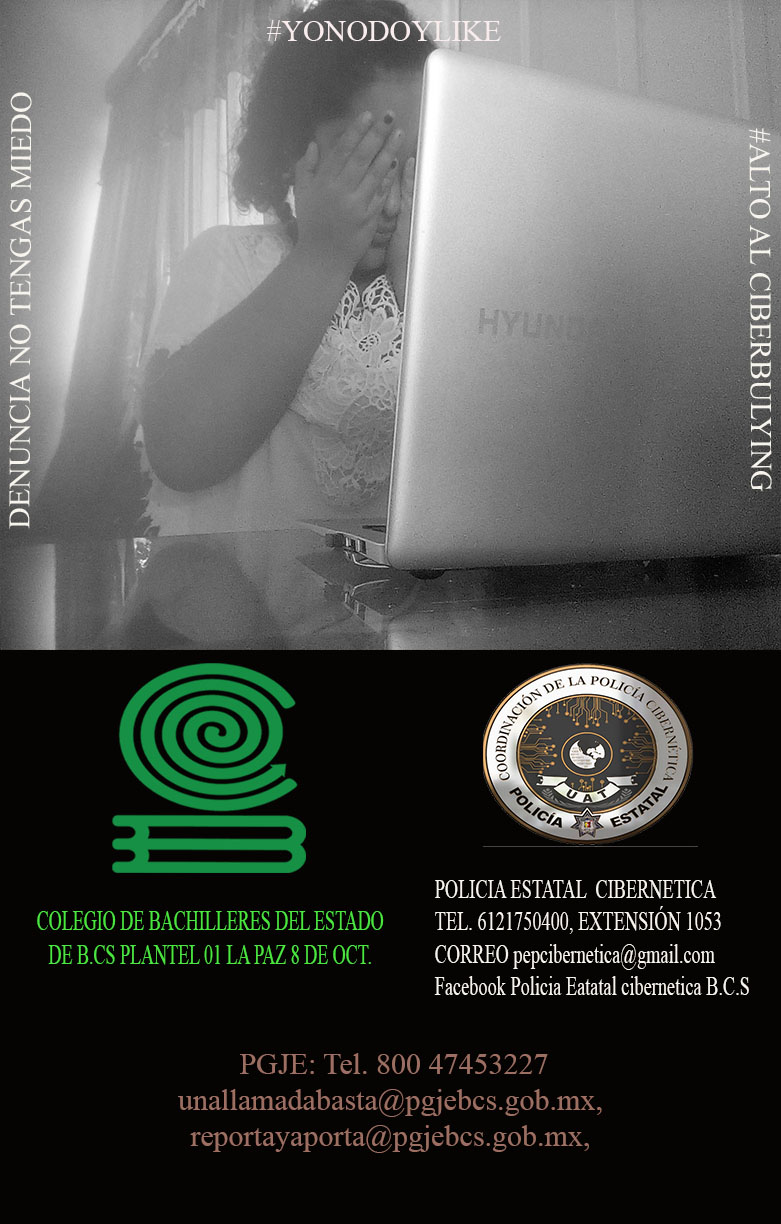 #YONODOYLIKE
DENUNCIA NO TENGAS MIEDO
#ALTO AL CIBERBULYING
COORDINACIÓN DE LA POLICÍA CIBERNÉTICA
UAT
POLICÍA ESTATAL
COLEGIO DE BACHILLERES DEL ESTADO
DE B.CS PLANTEL 01 LA PAZ 8 DE OCT.
POLICIA ESTATAL CIBERNETICA
TEL. 6121750400, EXTENSIÓN 1053
CORREO pepcibernetica@gmail.com
Facebook Policia Eatatal cibernetica B.C.S
PGJE: Tel. 800 47453227
unallamadabasta@pgjebcs.gob.mx,
reportayaporta@pgjebcs.gob.mx,